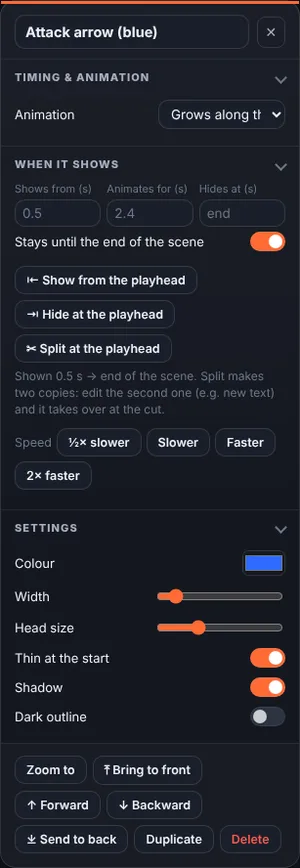 Attack arrow (blue)
TIMING & ANIMATION
Animation Grows along th
WHEN IT SHOWS
Shows from (s) Animates for (s) Hides at (s)
0.5 2.4 end
Stays until the end of the scene
⇤ Show from the playhead
⇥ Hide at the playhead
✂ Split at the playhead
Shown 0.5 s → end of the scene. Split makes
two copies: edit the second one (e.g. new text)
and it takes over at the cut.
Speed ½× slower Slower Faster
2× faster
SETTINGS
Colour
Width
Head size
Thin at the start
Shadow
Dark outline
Zoom to ⤒ Bring to front
↑ Forward ↓ Backward
⤓ Send to back Duplicate Delete